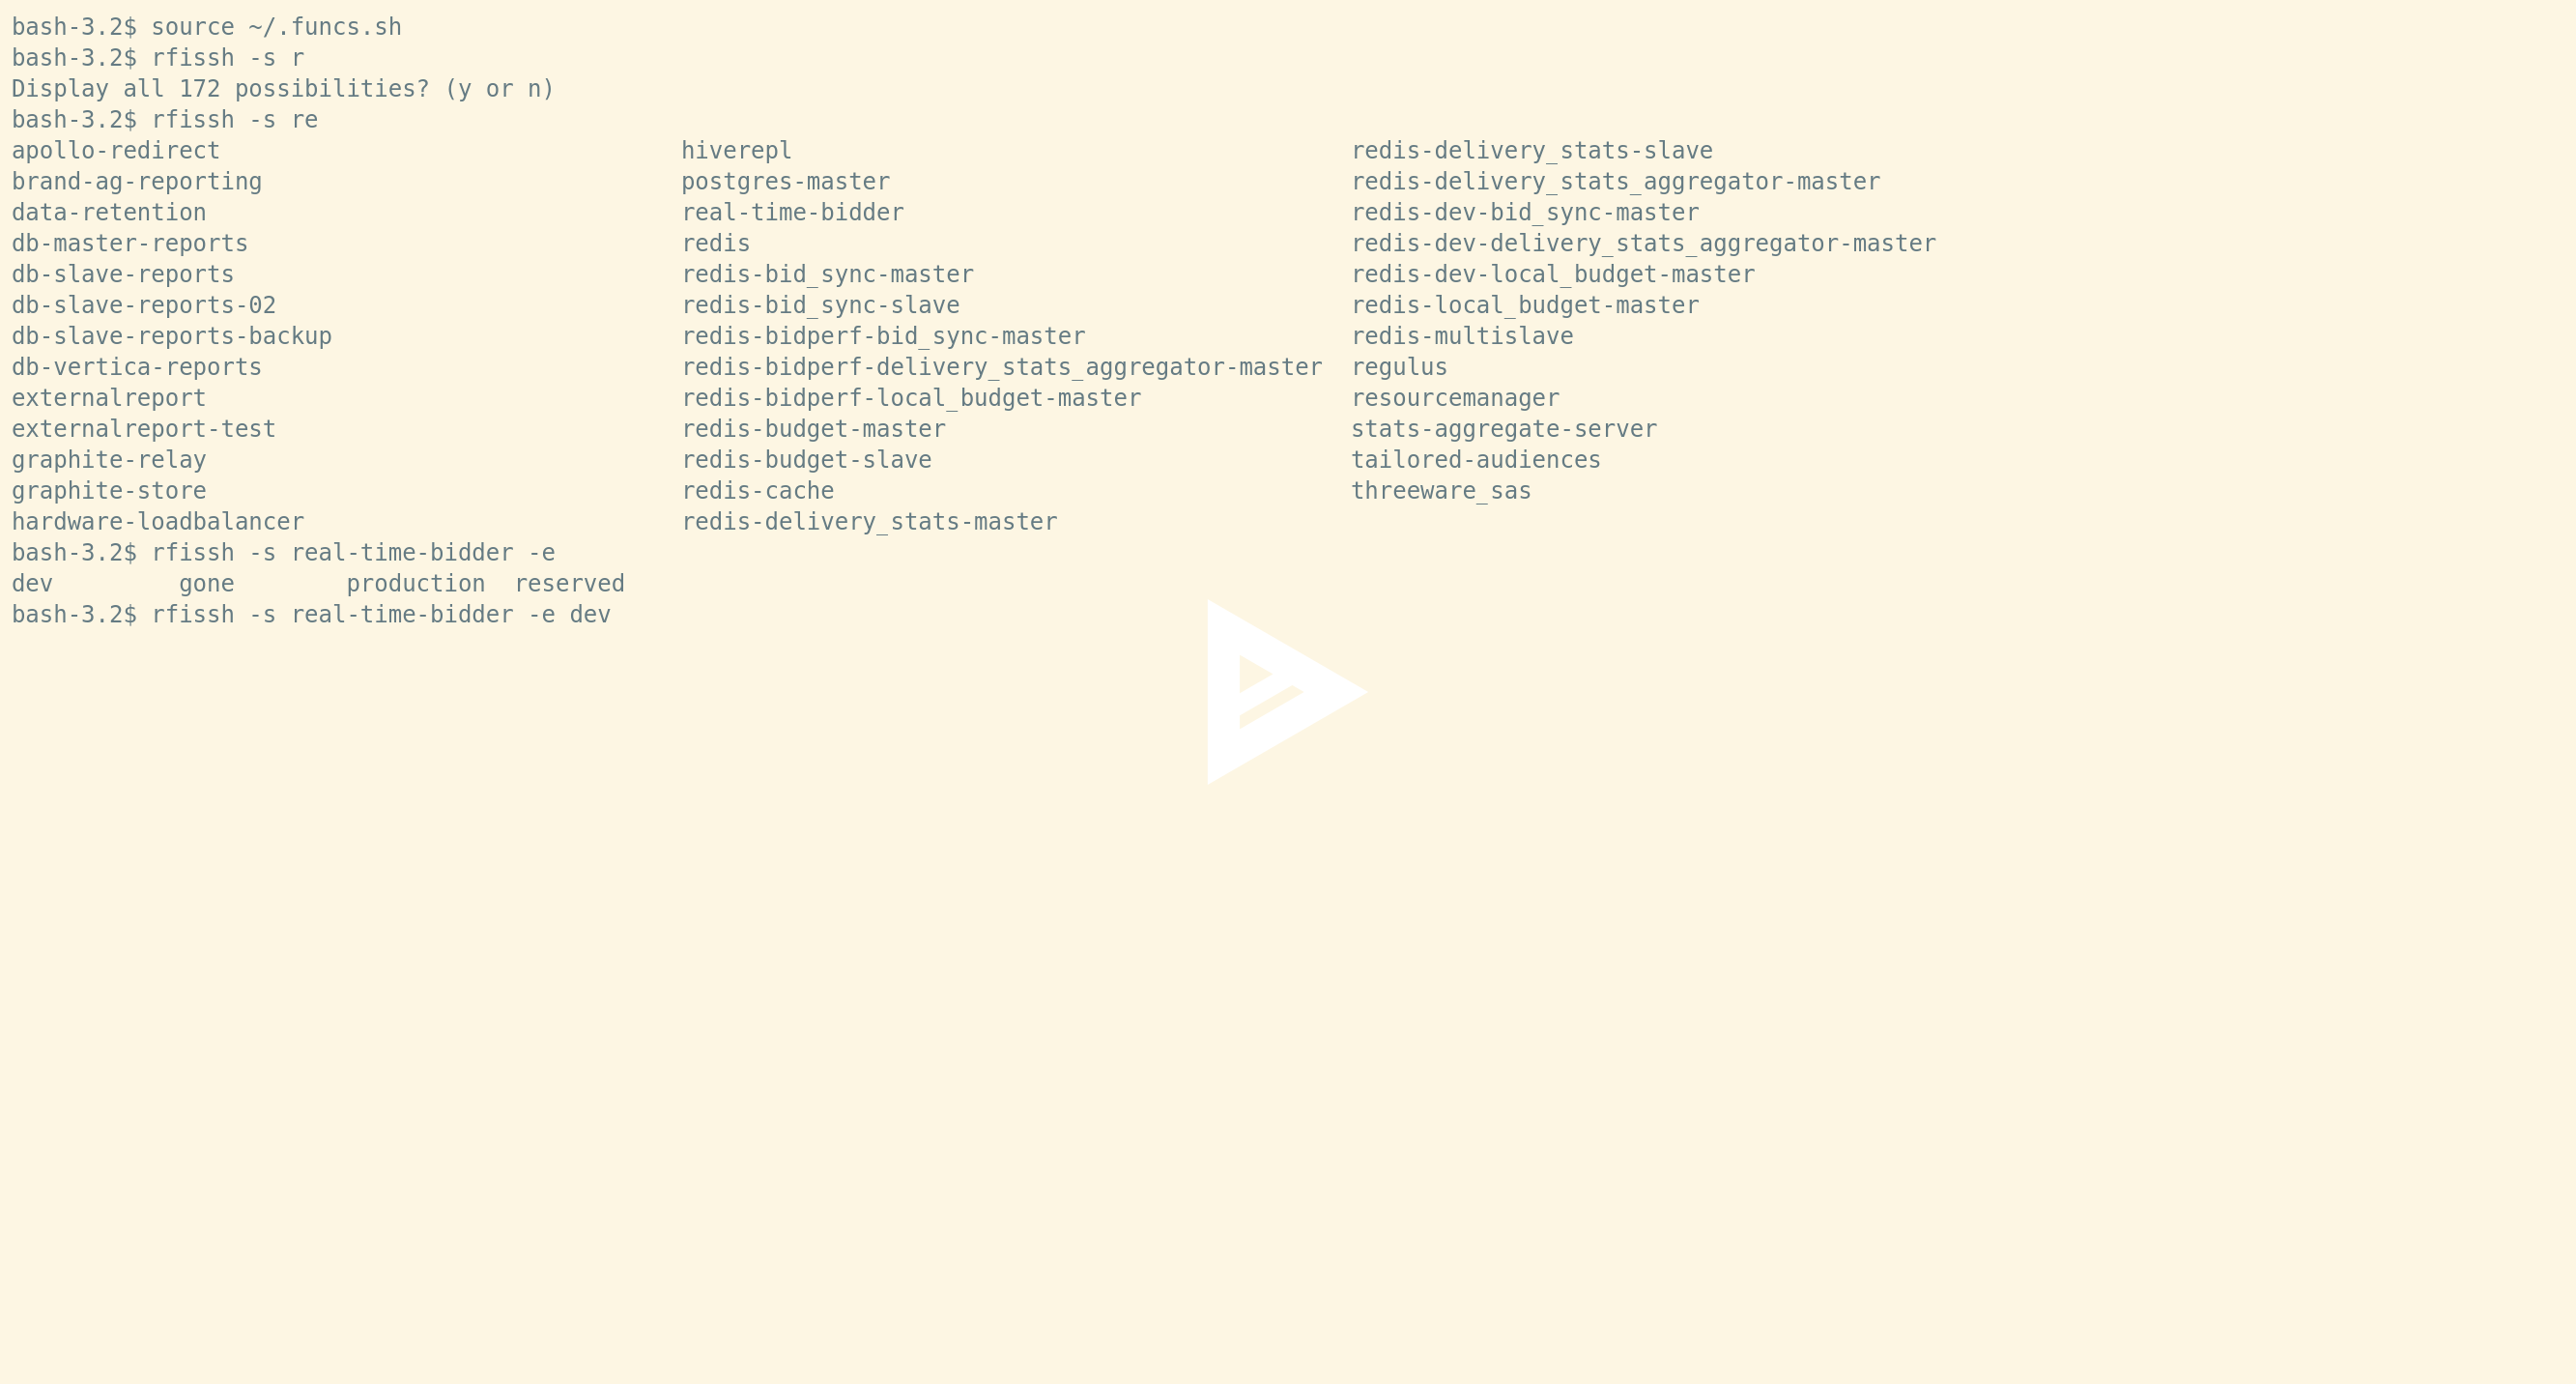 bash-3.2$ source ~/.funcs.sh
bash-3.2$ rfissh -s r
Display all 172 possibilities? (y or n)
bash-3.2$ rfissh -s re
apollo-redirect                                 hiverepl                                        redis-delivery_stats-slave
brand-ag-reporting                              postgres-master                                 redis-delivery_stats_aggregator-master
data-retention                                  real-time-bidder                                redis-dev-bid_sync-master
db-master-reports                               redis                                           redis-dev-delivery_stats_aggregator-master
db-slave-reports                                redis-bid_sync-master                           redis-dev-local_budget-master
db-slave-reports-02                             redis-bid_sync-slave                            redis-local_budget-master
db-slave-reports-backup                         redis-bidperf-bid_sync-master                   redis-multislave
db-vertica-reports                              redis-bidperf-delivery_stats_aggregator-master  regulus
externalreport                                  redis-bidperf-local_budget-master               resourcemanager
externalreport-test                             redis-budget-master                             stats-aggregate-server
graphite-relay                                  redis-budget-slave                              tailored-audiences
graphite-store                                  redis-cache                                     threeware_sas
hardware-loadbalancer                           redis-delivery_stats-master
bash-3.2$ rfissh -s real-time-bidder -e
dev         gone        production  reserved
bash-3.2$ rfissh -s real-time-bidder -e dev